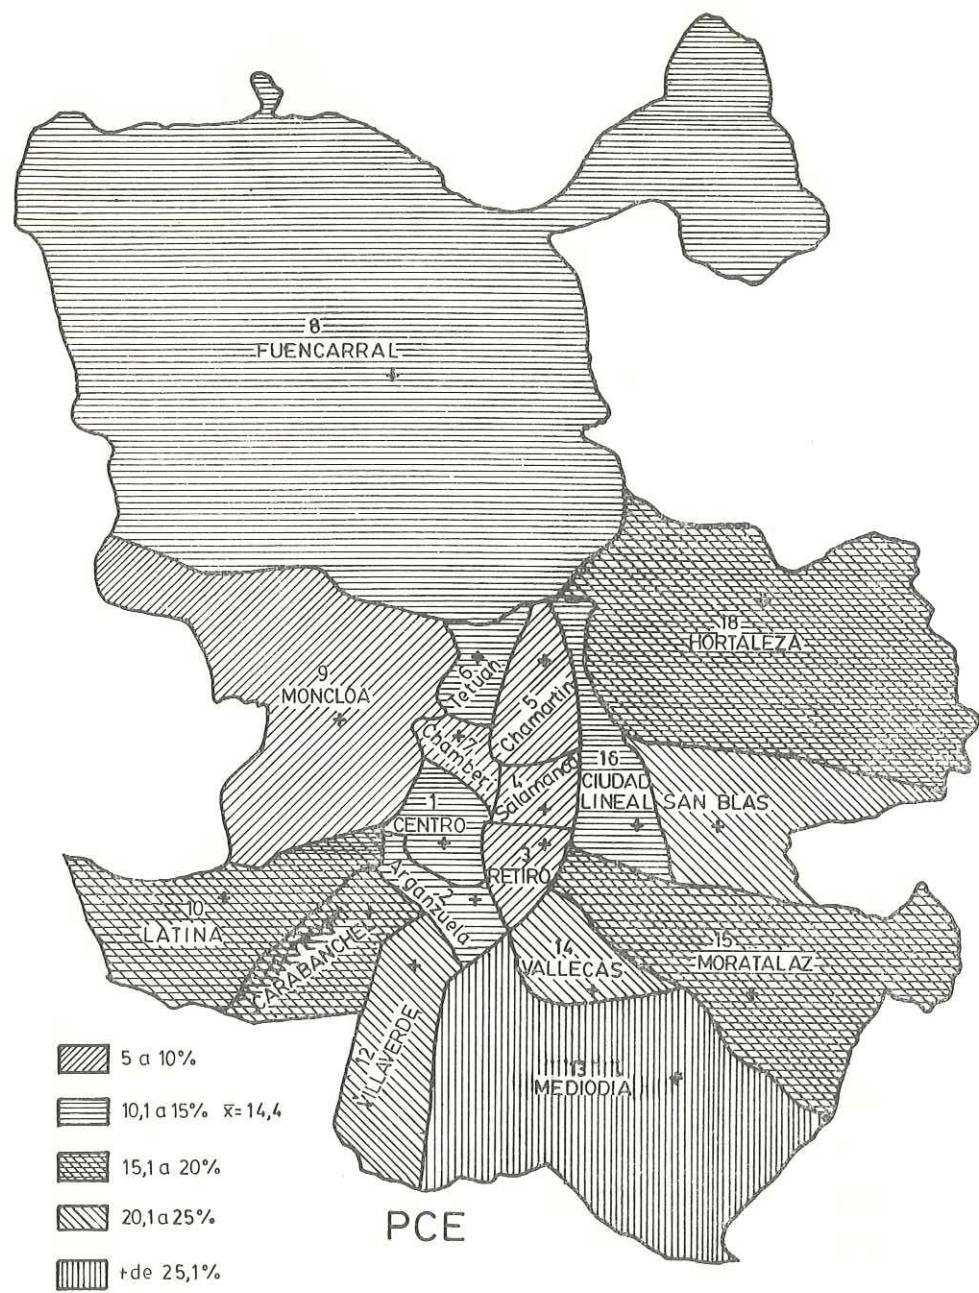 8
FUENCARRAL
18
HORTALEZA
9
MONCLOA
6
Tetuán
5
Chamartín
7
Chamberí
4
Salamanca
16
CIUDAD
LINEAL
SAN BLAS
1
CENTRO
3
RETIRO
2
Arganzuela
10
LATINA
CARABANCHEL
14
VALLECAS
15
MORATALAZ
12
VILLAVERDE
13
MEDIODIA
5 a 10%
10,1 a 15% x̄= 14,4
15,1 a 20%
20,1 a 25%
+de 25,1%
PCE